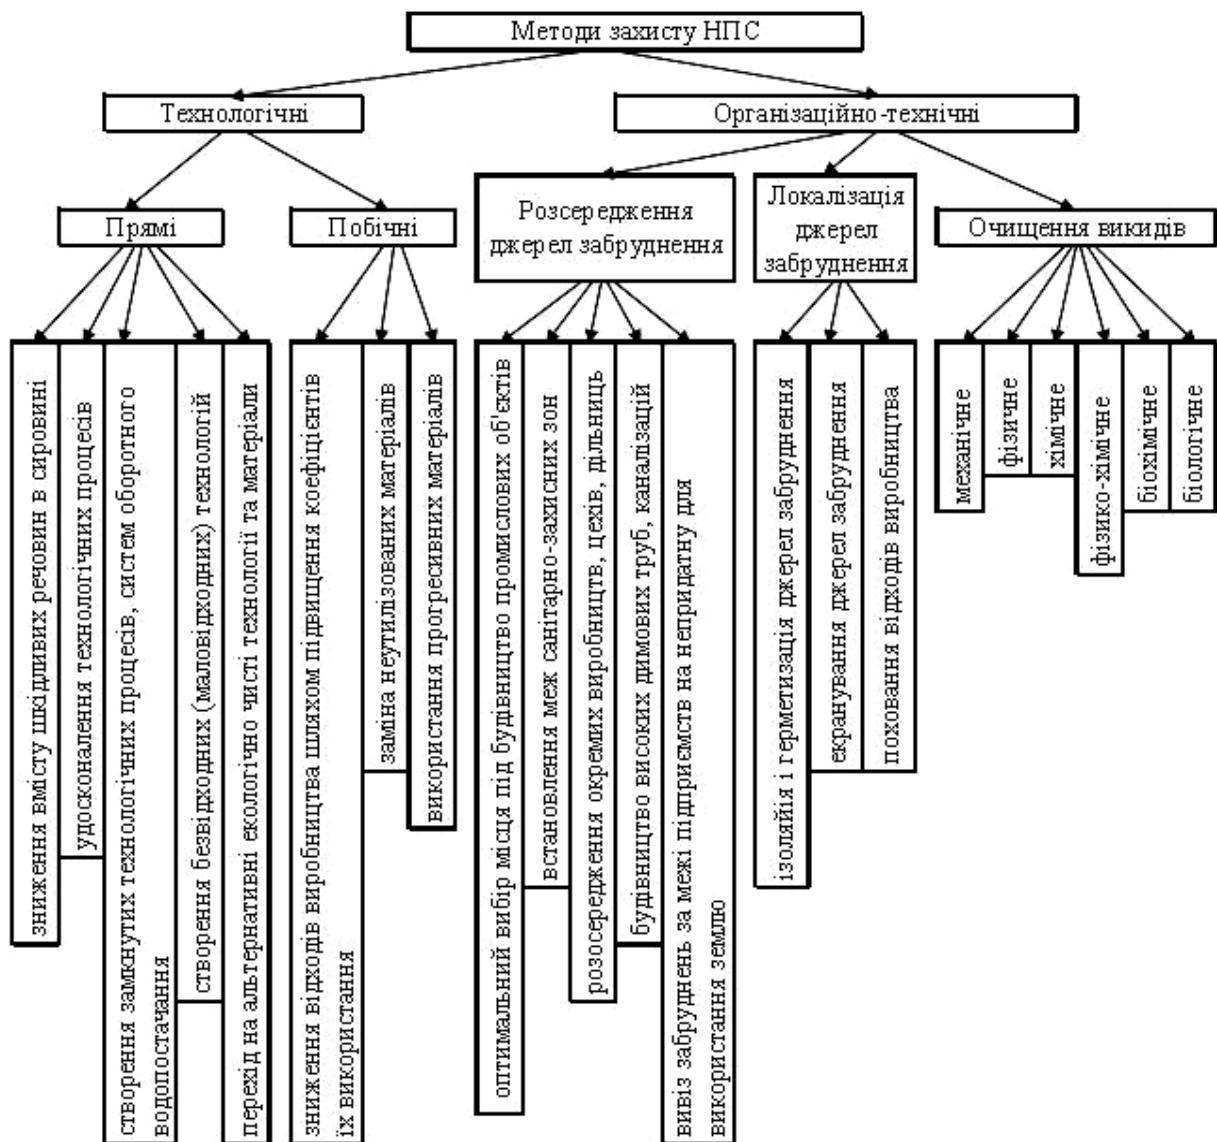 Методи захисту НПС
Технологічні
Організаційно-технічні
Прямі
Побічні
Розсередження
джерел забруднення
Локалізація
джерел
забруднення
Очищення викидів
зниження вмісту шкідливих речовин в сировині
удосконалення технологічних процесів
створення замкнутих технологічних процесів, систем оборотного
водопостачання
створення безвідходних (маловідходних) технологій
перехід на альтернативні екологічно чисті технології та матеріали
зниження відходів виробництва шляхом підвищення коефіцієнтів
їх використання
заміна неутилізованих матеріалів
використання прогресивних матеріалів
оптимальний вибір місця під будівництво промислових об'єктів
встановлення меж санітарно-захисних зон
розосередження окремих виробництв, цехів, дільниць
будівництво високих димових труб, каналізацій
вивіз забруднень за межі підприємств на непридатну для
використання землю
ізоляйія і герметизація джерел забруднення
екранування джерел забруднення
поховання відходів виробництва
механічне
фізичне
хімічне
фізико-хімічне
біохімічне
біологічне